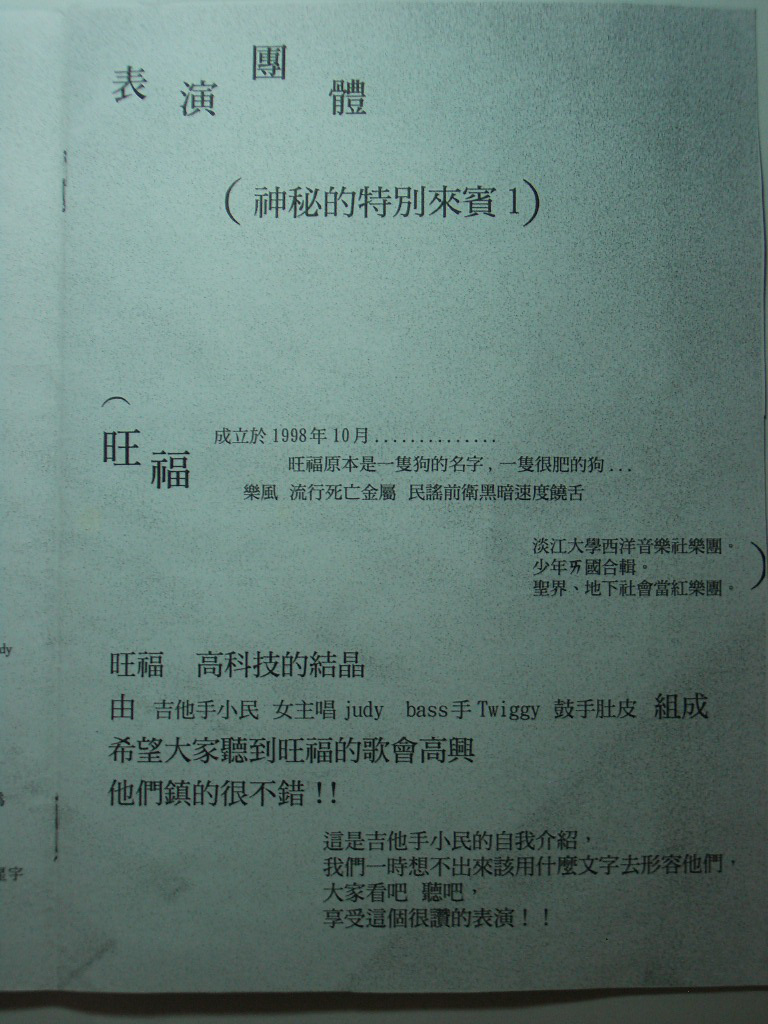 表演團體
(神秘的特別來賓1)
旺福
成立於1998年10月..............
旺福原本是一隻狗的名字,一隻很肥的狗...
樂風 流行死亡金屬 民謠前衛黑暗速度饒舌
淡江大學西洋音樂社樂團。
少年ㄞ國合輯。
聖界、地下社會當紅樂團。
旺福 高科技的結晶
由 吉他手小民 女主唱judy bass手Twiggy 鼓手肚皮 組成
希望大家聽到旺福的歌會高興
他們鎮的很不錯!!
這是吉他手小民的自我介紹,
我們一時想不出來該用什麼文字去形容他們,
大家看吧 聽吧,
享受這個很讚的表演!!
dy